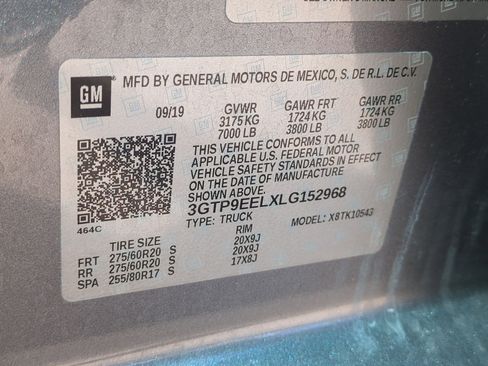 GM
MFD BY GENERAL MOTORS DE MEXICO, S. DE R.L. DE C.V.
09/19 GVWR GAWR FRT GAWR RR
3175 KG 1724 KG 1724 KG
7000 LB 3800 LB 3800 LB
THIS VEHICLE CONFORMS TO ALL
APPLICABLE U.S. FEDERAL MOTOR
VEHICLE SAFETY STANDARDS IN EFFECT
ON THE DATE OF MANUFACTURE
SHOWN ABOVE.
3GTP9EELXLG152968
464C TYPE: TRUCK MODEL: X8TK10543
TIRE SIZE RIM
FRT 275/60R20 S 20X9J
RR 275/60R20 S 20X9J
SPA 255/80R17 S 17X8J